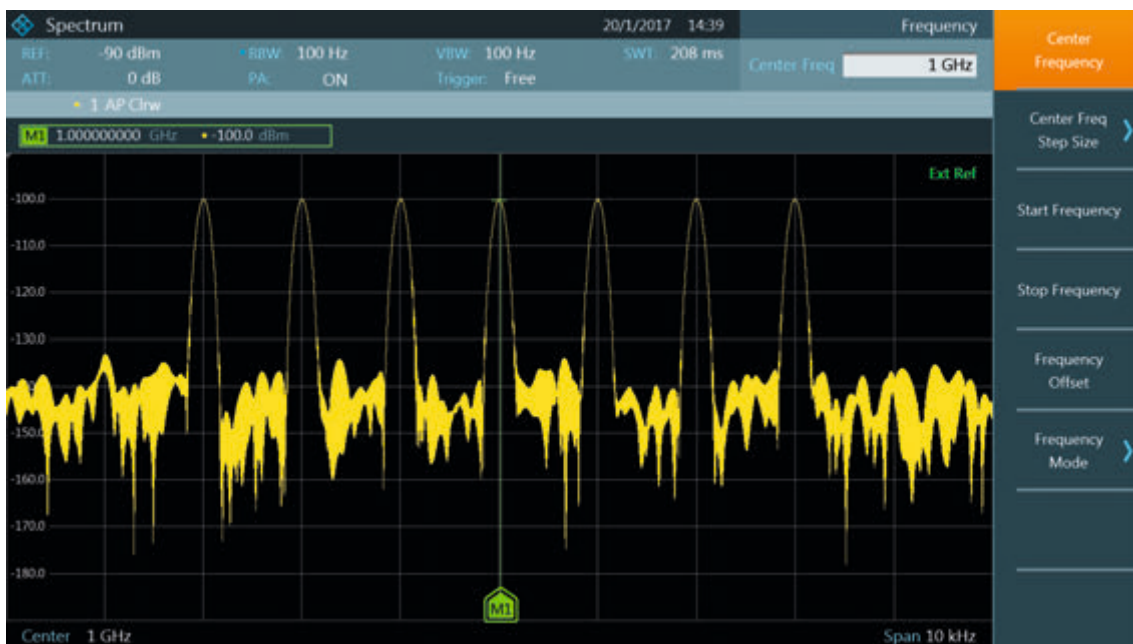 Spectrum 20/1/2017 14:39 Frequency
REF: -90 dBm RBW: 100 Hz VBW: 100 Hz SWT: 208 ms
ATT: 0 dB PA: ON Trigger: Free
Center Freq 1 GHz
1 AP Clrw
M1 1.000000000 GHz -100.0 dBm
Ext Ref
-100.0
-110.0
-120.0
-130.0
-150.0
-160.0
-170.0
-180.0
M1
Center 1 GHz Span 10 kHz
Center
Frequency
Center Freq
Step Size
Start Frequency
Stop Frequency
Frequency
Offset
Frequency
Mode